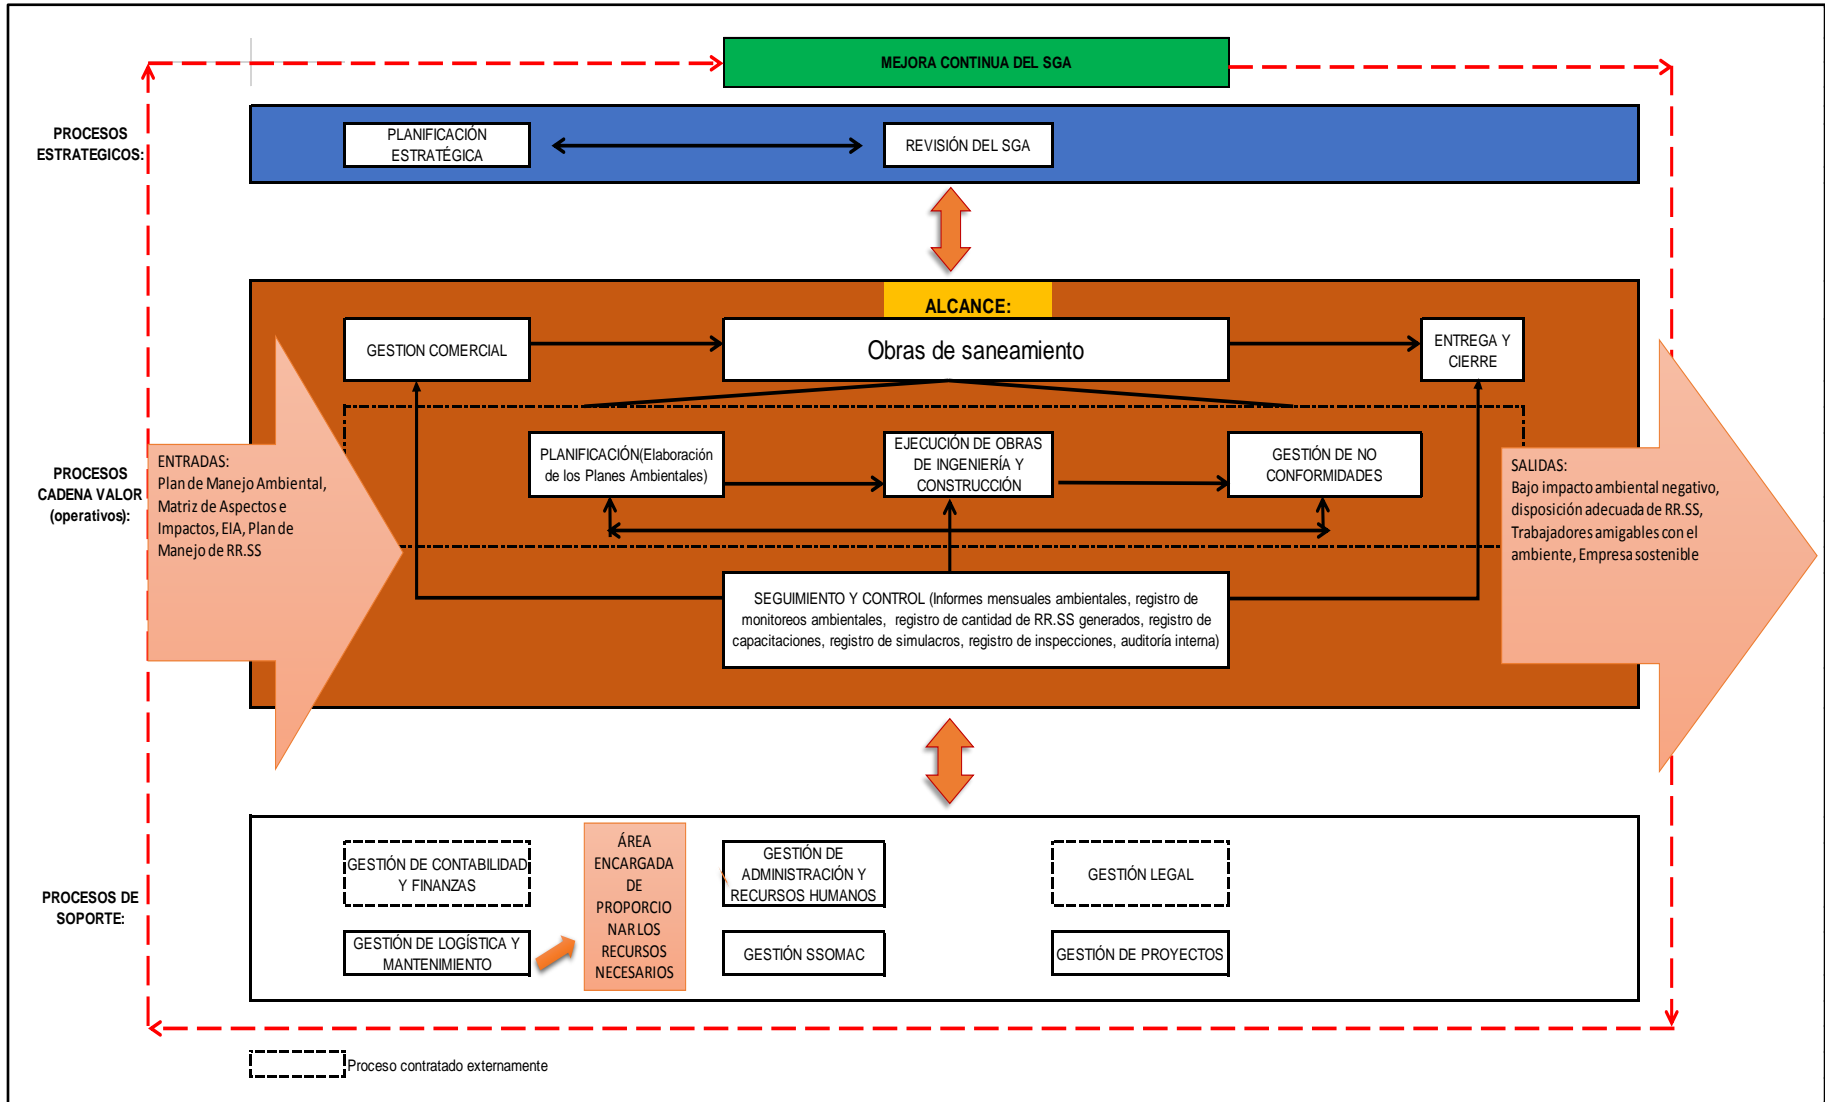 MEJORA CONTINUA DEL SGA
PROCESOS
ESTRATEGICOS:
PLANIFICACIÓN
ESTRATÉGICA
REVISIÓN DEL SGA
ALCANCE:
GESTION COMERCIAL
Obras de saneamiento
ENTREGA Y
CIERRE
PROCESOS
CADENA VALOR
(operativos):
ENTRADAS:
Plan de Manejo Ambiental,
Matriz de Aspectos e
Impactos, EIA, Plan de
Manejo de RR.SS
PLANIFICACIÓN(Elaboración
de los Planes Ambientales)
EJECUCIÓN DE OBRAS
DE INGENIERÍA Y
CONSTRUCCIÓN
GESTIÓN DE NO
CONFORMIDADES
SALIDAS:
Bajo impacto ambiental negativo,
disposición adecuada de RR.SS,
Trabajadores amigables con el
ambiente, Empresa sostenible
SEGUIMIENTO Y CONTROL (Informes mensuales ambientales, registro de
monitoreos ambientales, registro de cantidad de RR.SS generados, registro de
capacitaciones, registro de simulacros, registro de inspecciones, auditoría interna)
PROCESOS DE
SOPORTE:
GESTIÓN DE CONTABILIDAD
Y FINANZAS
ÁREA
ENCARGADA
DE
PROPORCIO
NAR LOS
RECURSOS
NECESARIOS
GESTIÓN DE
ADMINISTRACIÓN Y
RECURSOS HUMANOS
GESTIÓN LEGAL
GESTIÓN DE LOGÍSTICA Y
MANTENIMIENTO
GESTIÓN SSOMAC
GESTIÓN DE PROYECTOS
Proceso contratado externamente